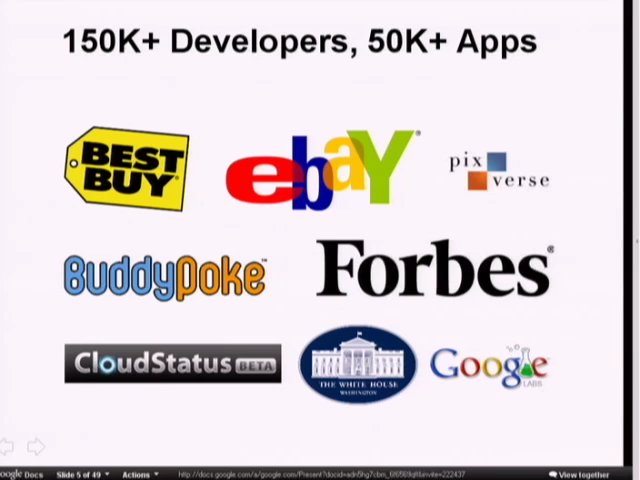 150K+ Developers, 50K+ Apps
BEST
BUY
ebay
pix
verse
BuddyPoke
Forbes
CloudStatus BETA
THE WHITE HOUSE
WASHINGTON
Google
LABS
Google Docs Slide 5 of 49 Actions View together